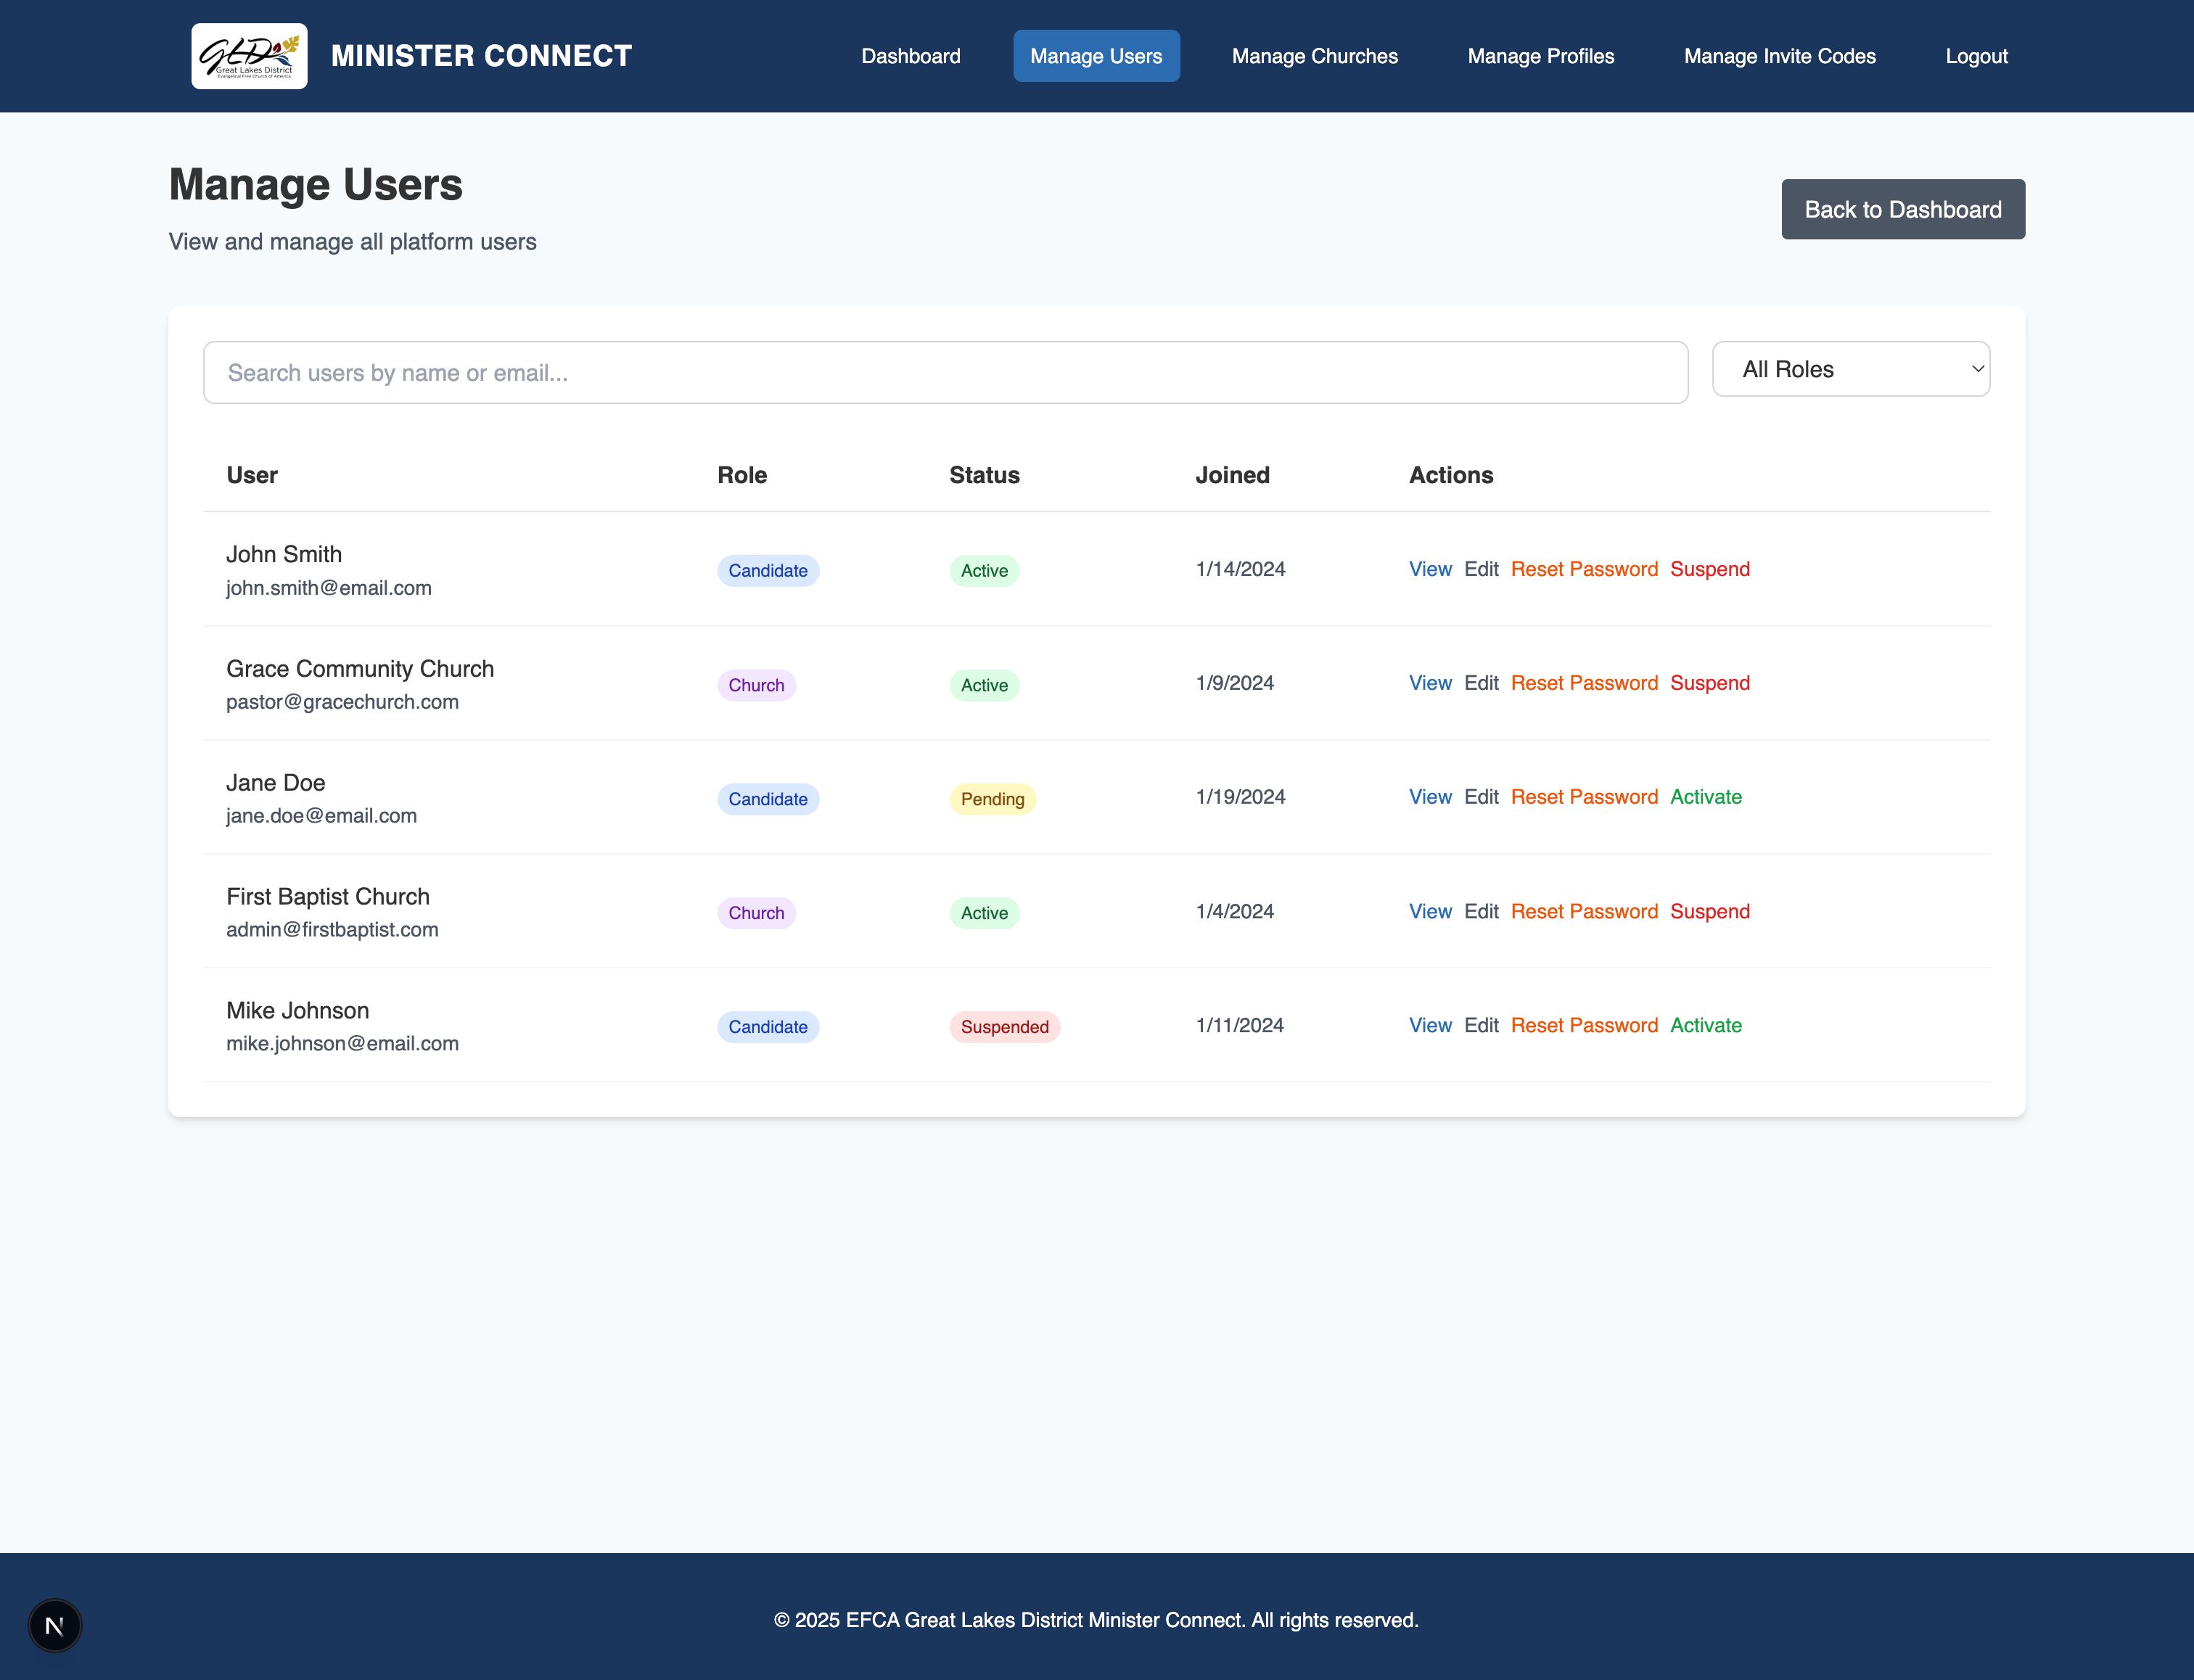 GLD
Great Lakes District
Evangelical Free Church of America
MINISTER CONNECT
Dashboard
Manage Users
Manage Churches
Manage Profiles
Manage Invite Codes
Logout
Manage Users
View and manage all platform users
Back to Dashboard
Search users by name or email...
All Roles
User Role Status Joined Actions
John Smith
john.smith@email.com
Candidate Active 1/14/2024 View Edit Reset Password Suspend
Grace Community Church
pastor@gracechurch.com
Church Active 1/9/2024 View Edit Reset Password Suspend
Jane Doe
jane.doe@email.com
Candidate Pending 1/19/2024 View Edit Reset Password Activate
First Baptist Church
admin@firstbaptist.com
Church Active 1/4/2024 View Edit Reset Password Suspend
Mike Johnson
mike.johnson@email.com
Candidate Suspended 1/11/2024 View Edit Reset Password Activate
N
© 2025 EFCA Great Lakes District Minister Connect. All rights reserved.